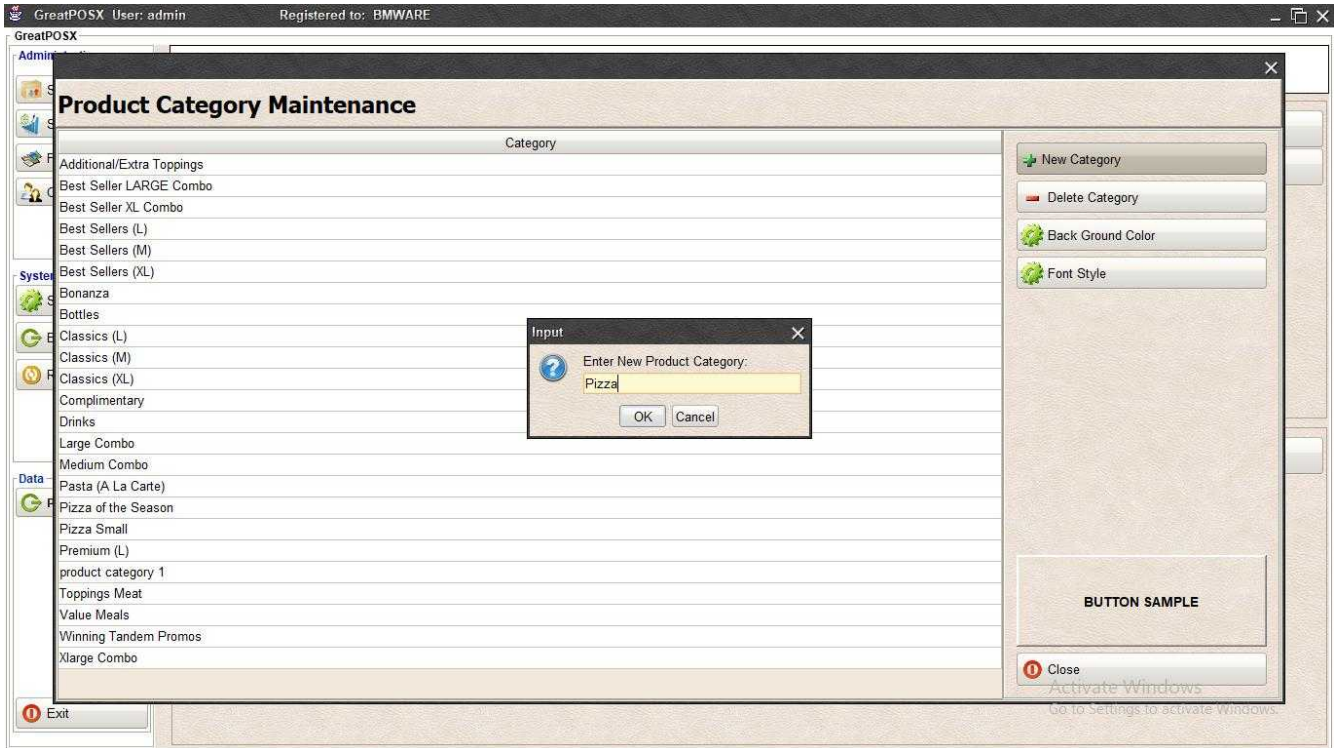 GreatPOSX User: admin Registered to: BMWARE
GreatPOSX
Product Category Maintenance
Category
Additional/Extra Toppings
Best Seller LARGE Combo
Best Seller XL Combo
Best Sellers (L)
Best Sellers (M)
Best Sellers (XL)
Bonanza
Bottles
Classics (L)
Classics (M)
Classics (XL)
Complimentary
Drinks
Large Combo
Medium Combo
Pasta (A La Carte)
Pizza of the Season
Pizza Small
Premium (L)
product category 1
Toppings Meat
Value Meals
Winning Tandem Promos
Xlarge Combo
New Category
Delete Category
Back Ground Color
Font Style
Input
Enter New Product Category:
Pizza
OK Cancel
BUTTON SAMPLE
Close
Activate Windows
Go to Settings to activate Windows.
Data
Exit